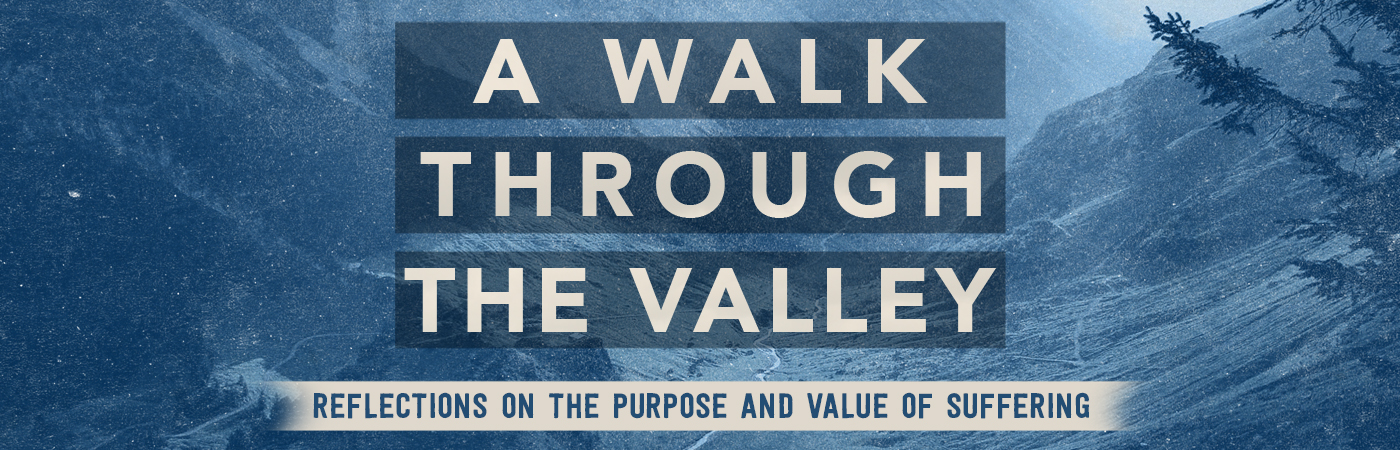 A WALK
THROUGH
THE VALLEY
REFLECTIONS ON THE PURPOSE AND VALUE OF SUFFERING